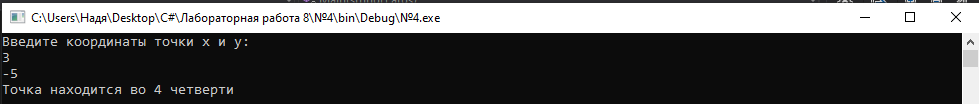 C:\Users\Надя\Desktop\C#\Лабораторная работа 8\№4\bin\Debug\№4.exe
Введите координаты точки x и y:
3
-5
Точка находится во 4 четверти